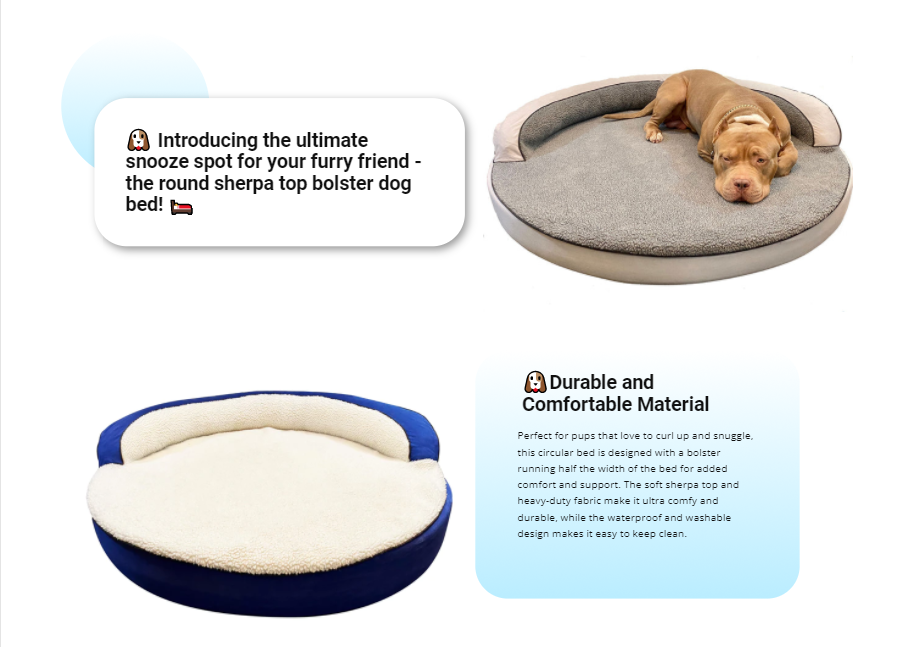 🐶 Introducing the ultimate
snooze spot for your furry friend -
the round sherpa top bolster dog
bed! 🛏️
🐶Durable and
Comfortable Material
Perfect for pups that love to curl up and snuggle,
this circular bed is designed with a bolster
running half the width of the bed for added
comfort and support. The soft sherpa top and
heavy-duty fabric make it ultra comfy and
durable, while the waterproof and washable
design makes it easy to keep clean.